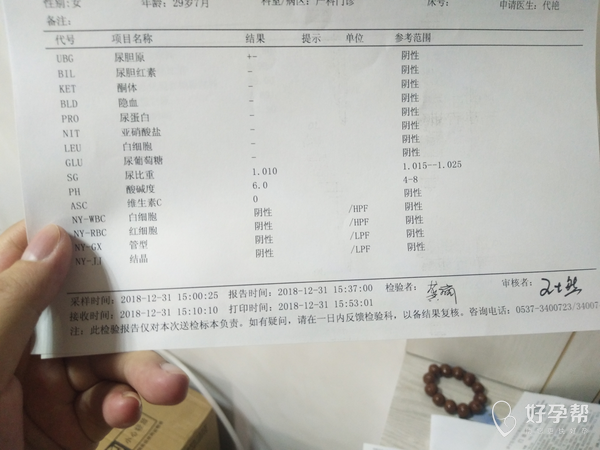 性别:女 年龄: 29岁7月 科室/病区: 产科门诊 床号: 申请医生: 代艳
备注:
代号 项目名称 结果 提示 单位 参考范围
UBG 尿胆原 +- 阴性
BIL 尿胆红素 - 阴性
KET 酮体 - 阴性
BLD 隐血 - 阴性
PRO 尿蛋白 - 阴性
NIT 亚硝酸盐 - 阴性
LEU 白细胞 - 阴性
GLU 尿葡萄糖 - 阴性
SG 尿比重 1.010 1.015--1.025
PH 酸碱度 6.0 4-8
ASC 维生素C 0 阴性
NY-WBC 白细胞 阴性 /HPF 阴性
NY-RBC 红细胞 阴性 /HPF 阴性
NY-GX 管型 阴性 /LPF 阴性
NY-JJ 结晶 阴性 /LPF 阴性
采样时间: 2018-12-31 15:00:25 报告时间: 2018-12-31 15:37:00 检验者: 审核者:
接收时间: 2018-12-31 15:10:10 打印时间: 2018-12-31 15:53:01
注: 此检验报告仅对本次送检标本负责。如有疑问, 请在一日内反馈检验科, 以备结果复核。咨询电话: 0537-3400723/34007
好孕帮